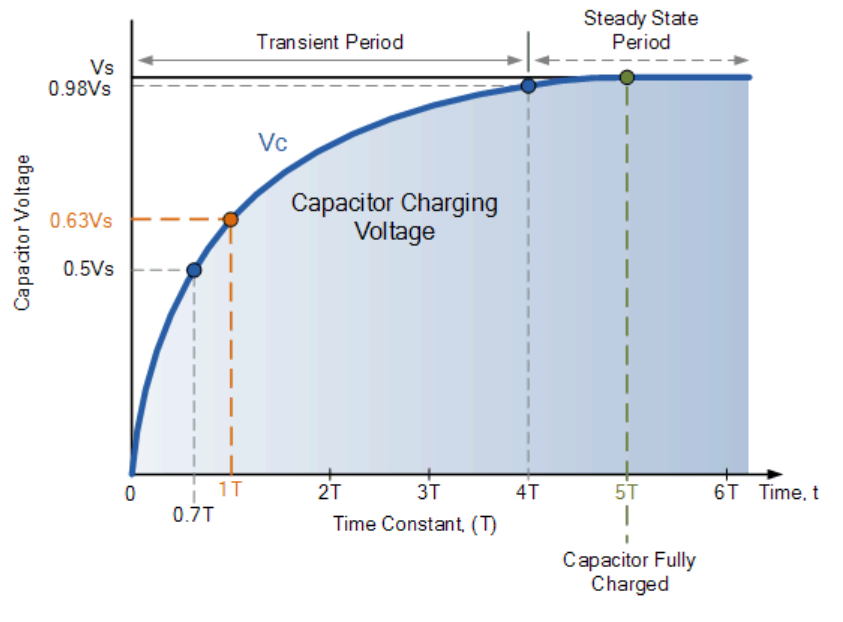 Steady State
Period
Transient Period
Vs
0.98Vs
Vc
Capacitor Charging
Voltage
0.63Vs
0.5Vs
Capacitor Voltage
0
1T
2T
3T
4T
5T
6T
Time, t
0.7T
Time Constant, (T)
Capacitor Fully
Charged